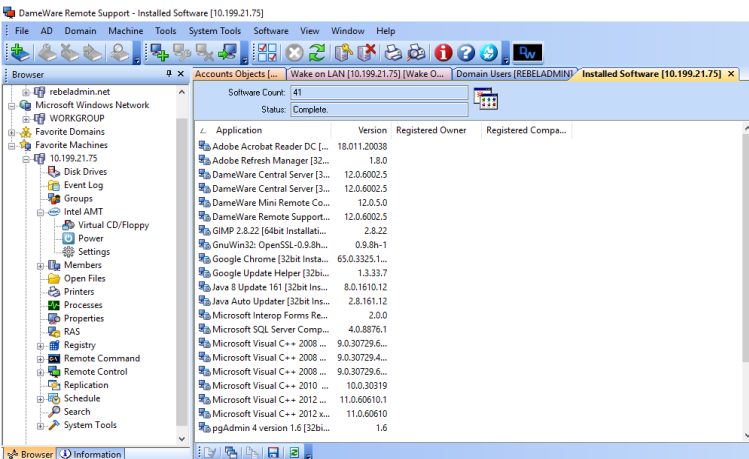 DameWare Remote Support - Installed Software [10.199.21.75]
File AD Domain Machine Tools System Tools Software View Window Help
Browser
rebeladmin.net
Microsoft Windows Network
WORKGROUP
Favorite Domains
Favorite Machines
10.199.21.75
Disk Drives
Event Log
Groups
Intel AMT
Virtual CD/Floppy
Power
Settings
Members
Open Files
Printers
Processes
Properties
RAS
Registry
Remote Command
Remote Control
Replication
Schedule
Search
System Tools
Browser Information
Accounts Objects [... Wake on LAN [10.199.21.75] [Wake O... Domain Users [REBELADMIN] Installed Software [10.199.21.75]
Software Count: 41
Status: Complete.
Application Version Registered Owner Registered Compa...
Adobe Acrobat Reader DC [... 18.011.20038
Adobe Refresh Manager [32... 1.8.0
DameWare Central Server [3... 12.0.6002.5
DameWare Central Server [3... 12.0.6002.5
DameWare Mini Remote Co... 12.0.5.0
DameWare Remote Support... 12.0.6002.5
GIMP 2.8.22 [64bit Installati... 2.8.22
GnuWin32: OpenSSL-0.9.8h... 0.9.8h-1
Google Chrome [32bit Insta... 65.0.3325.1...
Google Update Helper [32bi... 1.3.33.7
Java 8 Update 161 [32bit Ins... 8.0.1610.12
Java Auto Updater [32bit Ins... 2.8.161.12
Microsoft Interop Forms Re... 2.0.0
Microsoft SQL Server Comp... 4.0.8876.1
Microsoft Visual C++ 2008 ... 9.0.30729.6...
Microsoft Visual C++ 2008 ... 9.0.30729.4...
Microsoft Visual C++ 2008 ... 9.0.30729.6...
Microsoft Visual C++ 2010 ... 10.0.30319
Microsoft Visual C++ 2012 ... 11.0.60610.1
Microsoft Visual C++ 2012 x... 11.0.60610
pgAdmin 4 version 1.6 [32bi... 1.6